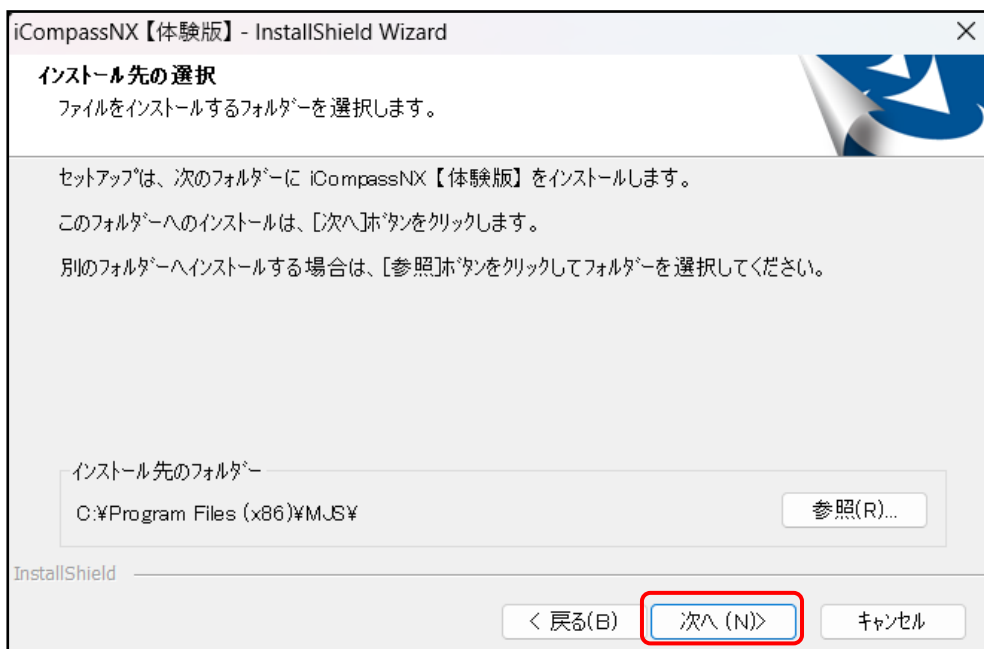 iCompassNX【体験版】 - InstallShield Wizard
インストール先の選択
ファイルをインストールするフォルダーを選択します。
セットアップは、次のフォルダーに iCompassNX【体験版】 をインストールします。
このフォルダーへのインストールは、[次へ]ボタンをクリックします。
別のフォルダーへインストールする場合は、[参照]ボタンをクリックしてフォルダーを選択してください。
インストール先のフォルダー
C:¥Program Files (x86)¥MJS¥
参照(R)...
InstallShield
< 戻る(B)
次へ (N)>
キャンセル